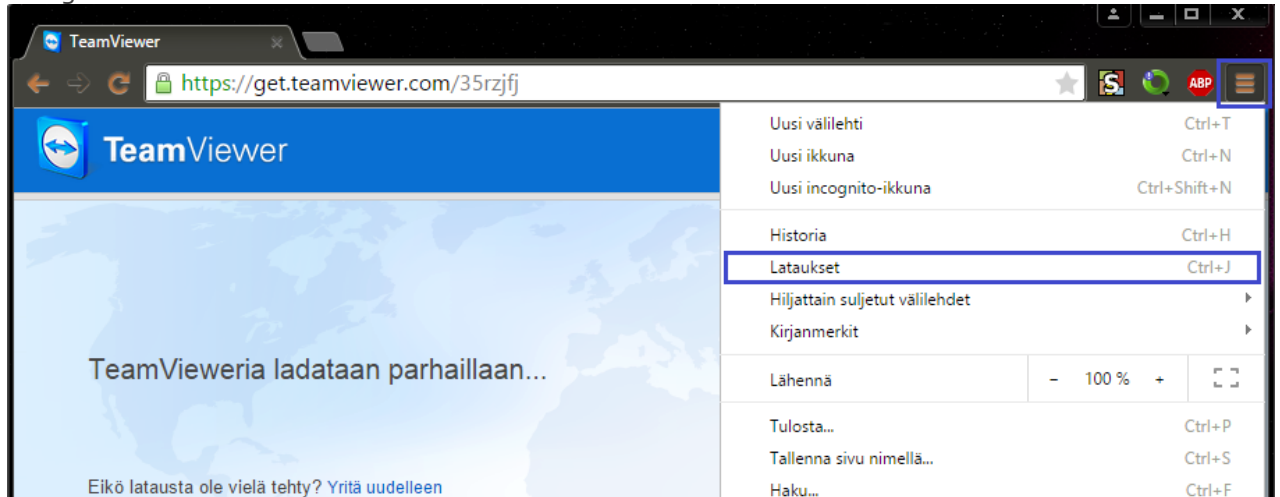 TeamViewer
https://get.teamviewer.com/35rzjfj
ABP
TeamViewer
Uusi välilehti Ctrl+T
Uusi ikkuna Ctrl+N
Uusi incognito-ikkuna Ctrl+Shift+N
Historia Ctrl+H
Lataukset Ctrl+J
Hiljattain suljetut välilehdet
Kirjanmerkit
Lähennä - 100 % +
Tulosta... Ctrl+P
Tallenna sivu nimellä... Ctrl+S
Haku... Ctrl+F
TeamVieweria ladataan parhaillaan...
Eikö latausta ole vielä tehty? Yritä uudelleen